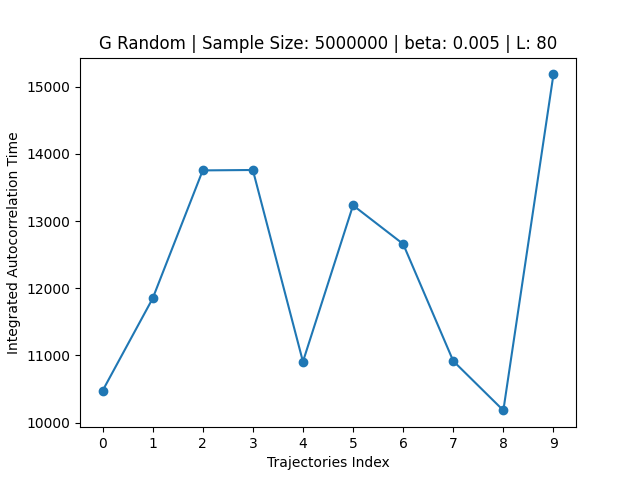 G Random | Sample Size: 5000000 | beta: 0.005 | L: 80
Integrated Autocorrelation Time
15000
14000
13000
12000
11000
10000
0 1 2 3 4 5 6 7 8 9
Trajectories Index